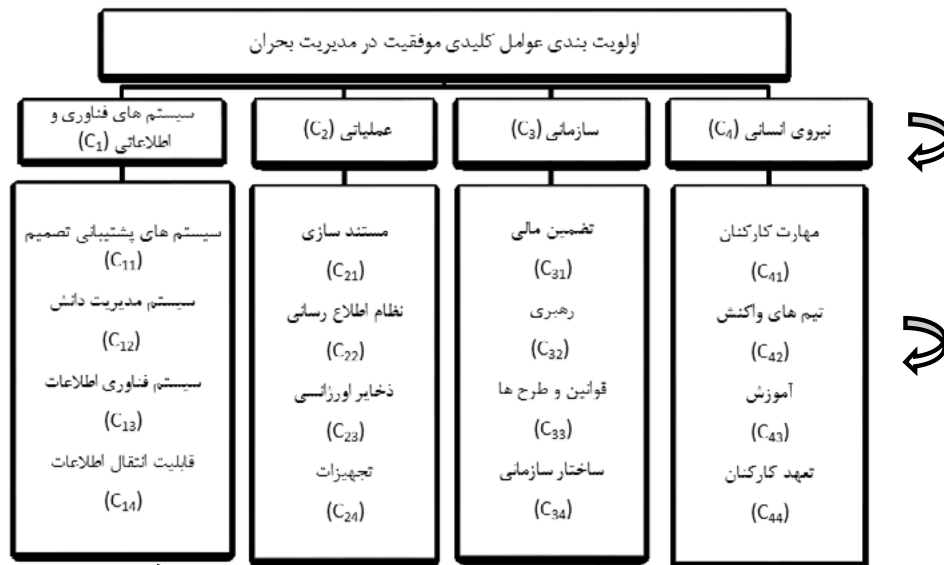 اولویت بندی عوامل کلیدی موفقیت در مدیریت بحران
نیروی انسانی (C4)
سازمانی (C3)
عملیاتی (C2)
سیستم های فناوری و
اطلاعاتی (C1)
مهارت کارکنان
(C41)
تیم های واکنش
(C42)
آموزش
(C43)
تعهد کارکنان
(C44)
تضمین مالی
(C31)
رهبری
(C32)
قوانین و طرح ها
(C33)
ساختار سازمانی
(C34)
مستند سازی
(C21)
نظام اطلاع رسانی
(C22)
ذخایر اورژانسی
(C23)
تجهیزات
(C24)
سیستم های پشتیبانی تصمیم
(C11)
سیستم مدیریت دانش
(C12)
سیستم فناوری اطلاعات
(C13)
قابلیت انتقال اطلاعات
(C14)